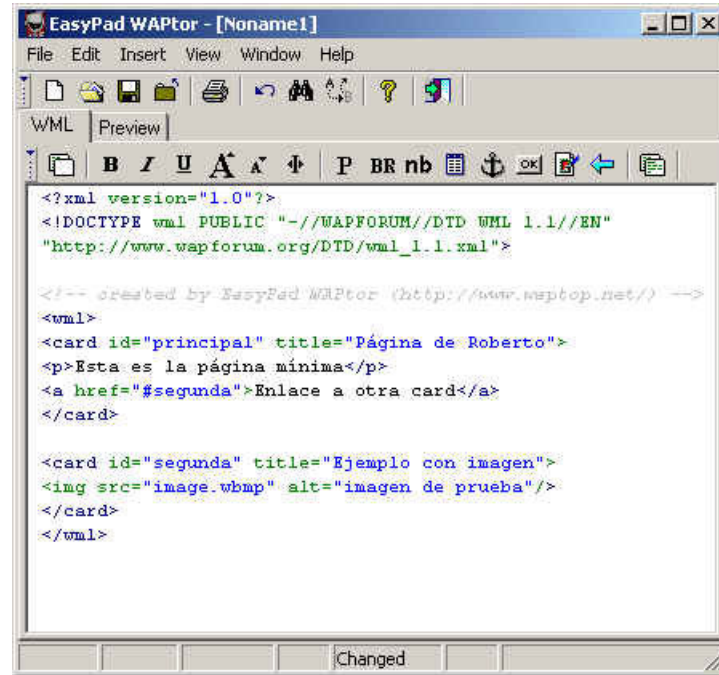 EasyPad WAPtor - [Noname1]
File Edit Insert View Window Help
WML Preview
B I U A A P BR nb OK
<?xml version="1.0"?>
<!DOCTYPE wml PUBLIC "-//WAPFORUM//DTD WML 1.1//EN"
"http://www.wapforum.org/DTD/wml_1.1.xml">
<!-- created by EasyPad WAPtor (http://www.waptop.net/) -->
<wml>
<card id="principal" title="Página de Roberto">
<p>Esta es la página mínima</p>
<a href="#segunda">Enlace a otra card</a>
</card>
<card id="segunda" title="Ejemplo con imagen">
<img src="image.wbmp" alt="imagen de prueba"/>
</card>
</wml>
Changed